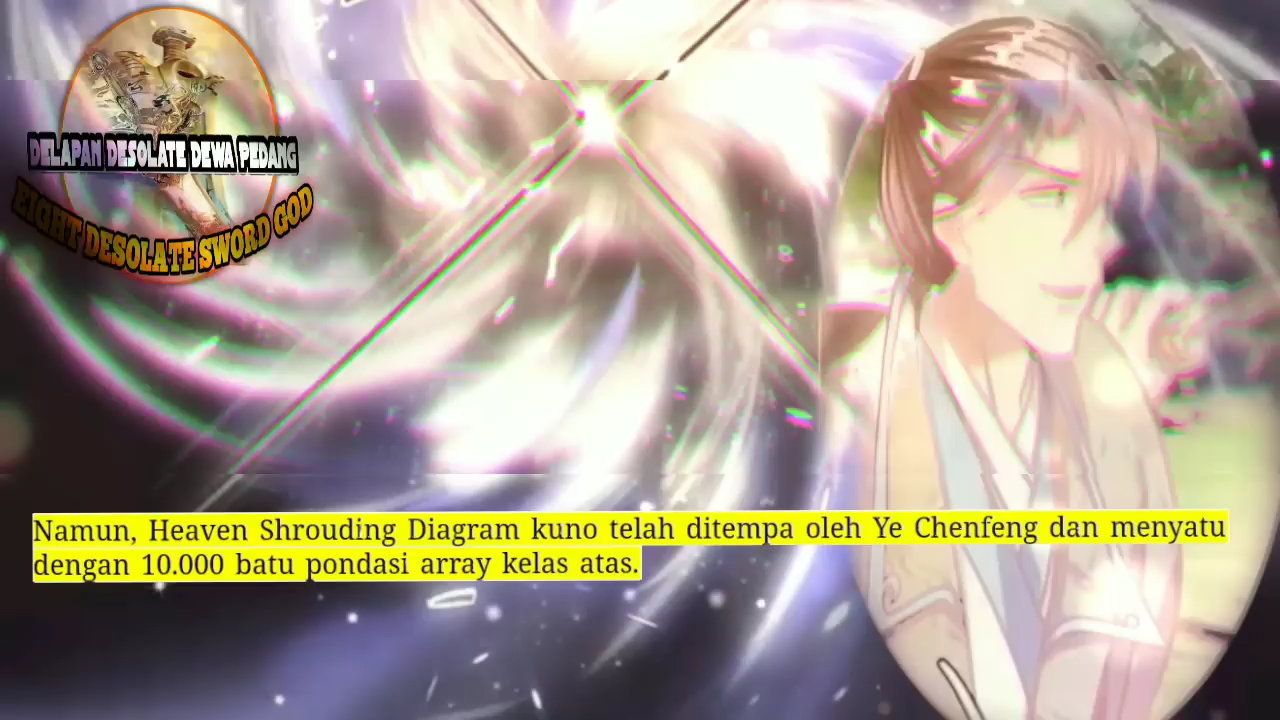 DELAPAN DESOLATE DEWA PEDANG
EIGHT DESOLATE SWORD GOD
Namun, Heaven Shrouding Diagram kuno telah ditempa oleh Ye Chenfeng dan menyatu
dengan 10.000 batu pondasi array kelas atas.